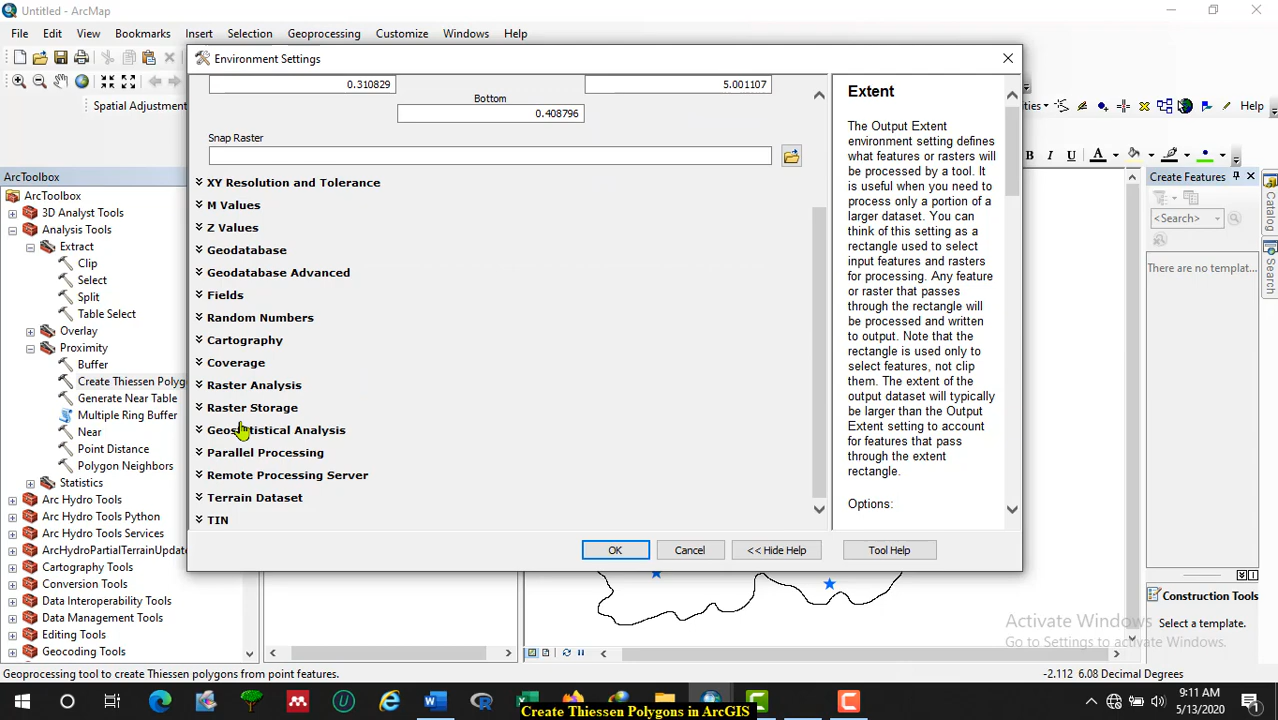 Untitled - ArcMap
File Edit View Bookmarks Insert Selection Geoprocessing Customize Windows Help
Spatial Adjustment
Help
B I U A
ArcToolbox
ArcToolbox
3D Analyst Tools
Analysis Tools
Extract
Clip
Select
Split
Table Select
Overlay
Proximity
Buffer
Create Thiessen Polyg
Generate Near Table
Multiple Ring Buffer
Near
Point Distance
Polygon Neighbors
Statistics
Arc Hydro Tools
Arc Hydro Tools Python
Arc Hydro Tools Services
ArcHydroPartialTerrainUpdate
Cartography Tools
Conversion Tools
Data Interoperability Tools
Data Management Tools
Editing Tools
Geocoding Tools
Environment Settings
0.310829
5.001107
Bottom
0.408796
Snap Raster
XY Resolution and Tolerance
M Values
Z Values
Geodatabase
Geodatabase Advanced
Fields
Random Numbers
Cartography
Coverage
Raster Analysis
Raster Storage
Geostatistical Analysis
Parallel Processing
Remote Processing Server
Terrain Dataset
TIN
OK
Cancel
<< Hide Help
Tool Help
Extent
The Output Extent
environment setting defines
what features or rasters will
be processed by a tool. It
is useful when you need to
process only a portion of a
larger dataset. You can
think of this setting as a
rectangle used to select
input features and rasters
for processing. Any feature
or raster that passes
through the rectangle will
be processed and written
to output. Note that the
rectangle is used only to
select features, not clip
them. The extent of the
output dataset will typically
be larger than the Output
Extent setting to account
for features that pass
through the extent
rectangle.
Options:
Create Features
<Search>
There are no templat...
Catalog
Search
Construction Tools
Select a template.
Activate Windows
Go to Settings to activate Windows.
Geoprocessing tool to create Thiessen polygons from point features.
-2.112 6.08 Decimal Degrees
9:11 AM
5/13/2020
Create Thiessen Polygons in ArcGIS